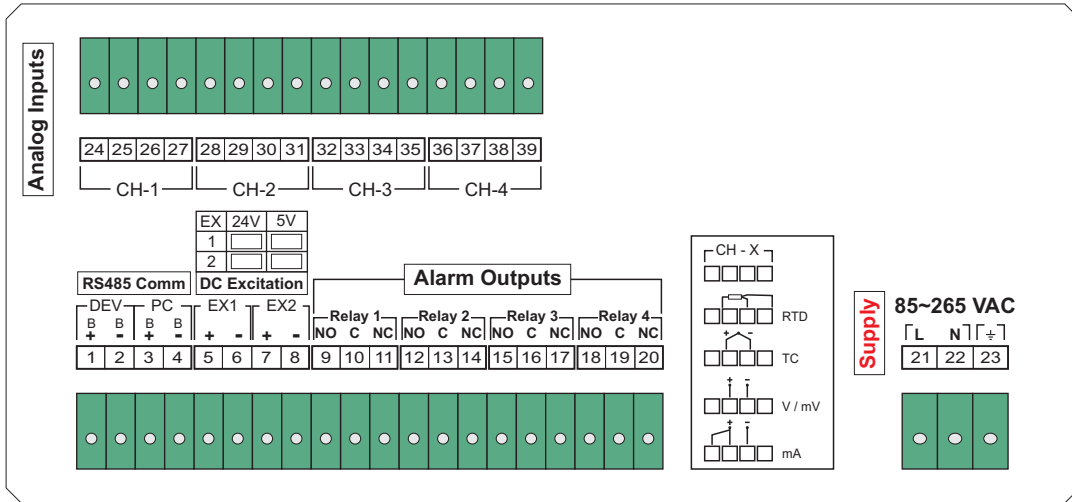 Analog Inputs
24 25 26 27 28 29 30 31 32 33 34 35 36 37 38 39
CH-1 CH-2 CH-3 CH-4
EX 24V 5V
1
2
RS485 Comm DC Excitation Alarm Outputs
DEV PC EX1 EX2
B B B B
+ - + - + - + -
Relay 1 Relay 2 Relay 3 Relay 4
NO C NC NO C NC NO C NC NO C NC
1 2 3 4 5 6 7 8 9 10 11 12 13 14 15 16 17 18 19 20
CH - X
RTD
+ -
TC
+ -
V / mV
+ -
mA
Supply
85~265 VAC
L N
21 22 23